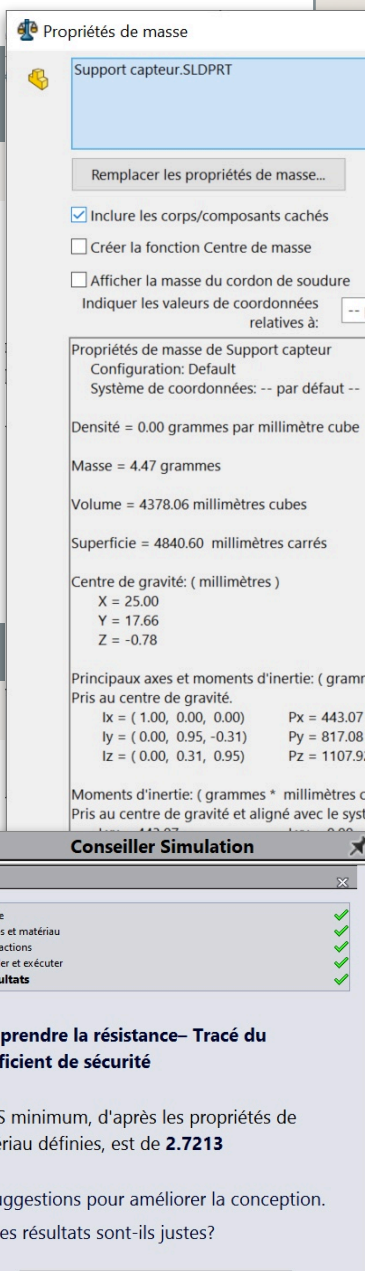 Propriétés de masse
Support capteur.SLDPRT
Remplacer les propriétés de masse...
Inclure les corps/composants cachés
Créer la fonction Centre de masse
Afficher la masse du cordon de soudure
Indiquer les valeurs de coordonnées
relatives à:
--
Propriétés de masse de Support capteur
Configuration: Default
Système de coordonnées: -- par défaut --
Densité = 0.00 grammes par millimètre cube
Masse = 4.47 grammes
Volume = 4378.06 millimètres cubes
Superficie = 4840.60 millimètres carrés
Centre de gravité: ( millimètres )
X = 25.00
Y = 17.66
Z = -0.78
Principaux axes et moments d'inertie: ( gramm
Pris au centre de gravité.
Ix = ( 1.00, 0.00, 0.00) Px = 443.07
Iy = ( 0.00, 0.95, -0.31) Py = 817.08
Iz = ( 0.00, 0.31, 0.95) Pz = 1107.92
Moments d'inertie: ( grammes * millimètres c
Pris au centre de gravité et aligné avec le syst
Conseiller Simulation
e
s et matériau
actions
er et exécuter
ultats
prendre la résistance– Tracé du
ficient de sécurité
S minimum, d'après les propriétés de
ériau définies, est de 2.7213
uggestions pour améliorer la conception.
es résultats sont-ils justes?